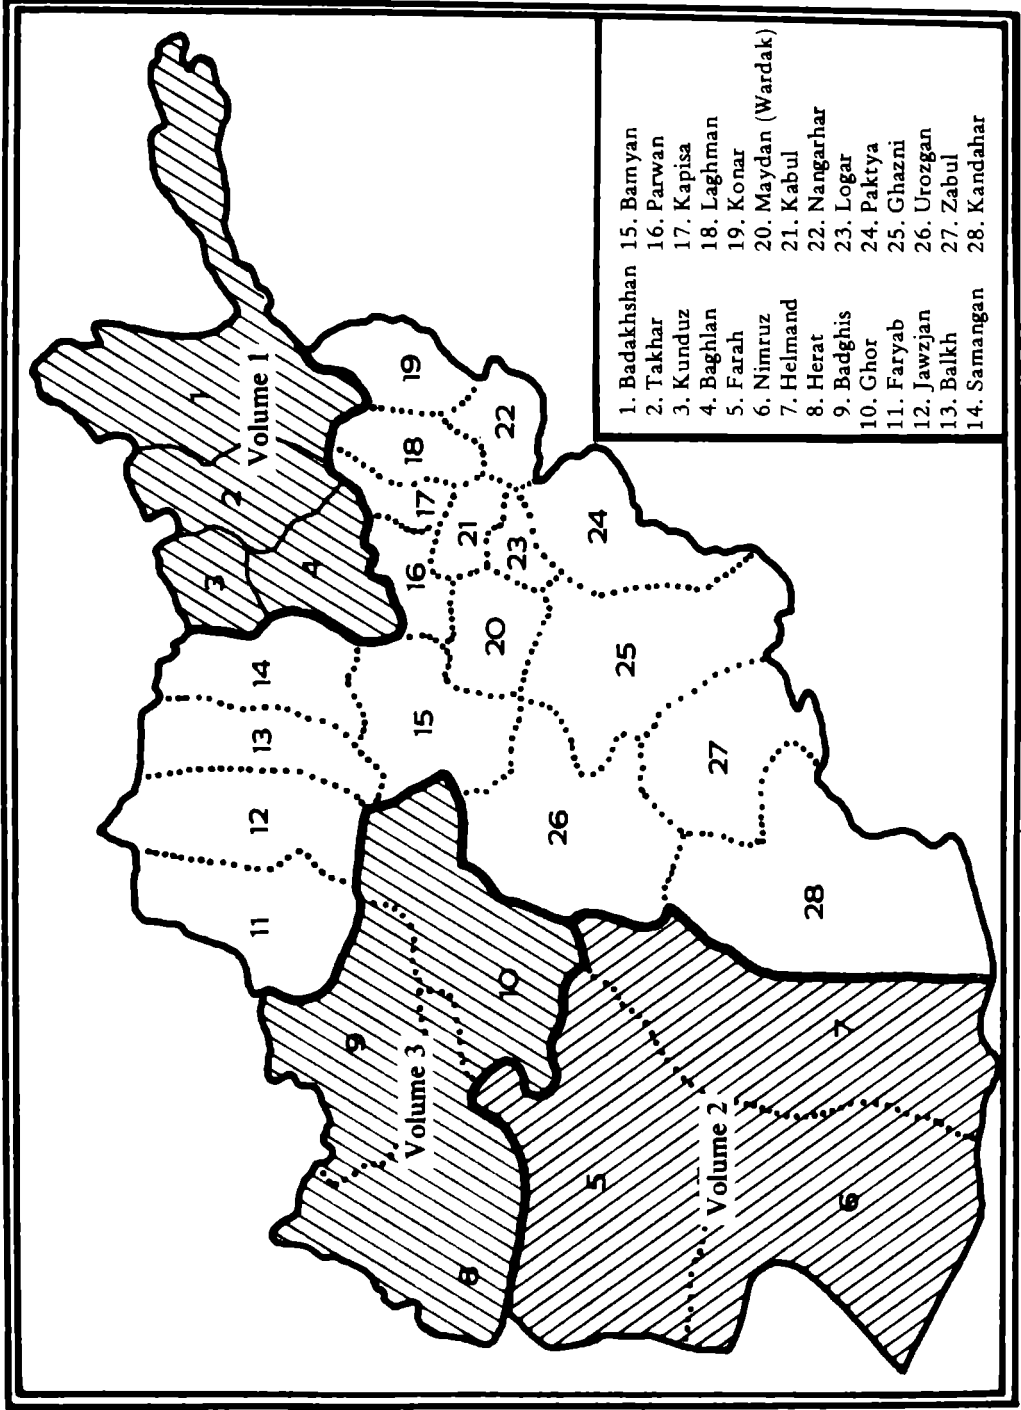 Volume 1
1
2
3
4
Volume 3
8
9
10
Volume 2
5
6
7
11
12
13
14
15
16
17
18
19
20
21
22
23
24
25
26
27
28
1. Badakhshan
2. Takhar
3. Kunduz
4. Baghlan
5. Farah
6. Nimruz
7. Helmand
8. Herat
9. Badghis
10. Ghor
11. Faryab
12. Jawzjan
13. Balkh
14. Samangan
15. Bamyan
16. Parwan
17. Kapisa
18. Laghman
19. Konar
20. Maydan (Wardak)
21. Kabul
22. Nangarhar
23. Logar
24. Paktya
25. Ghazni
26. Urozgan
27. Zabul
28. Kandahar